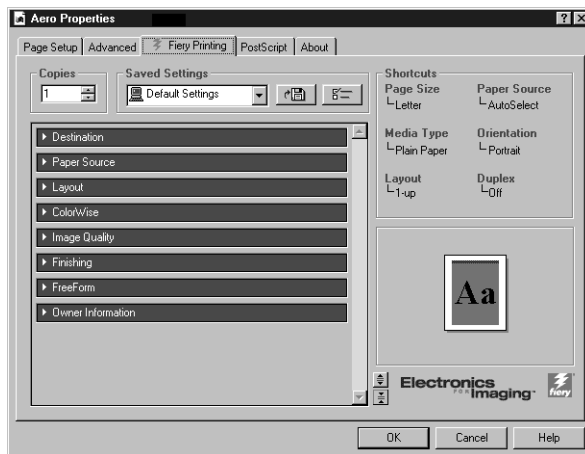 Aero Properties
Page Setup
Advanced
Fiery Printing
PostScript
About
Copies
1
Saved Settings
Default Settings
Destination
Paper Source
Layout
ColorWise
Image Quality
Finishing
FreeForm
Owner Information
Shortcuts
Page Size
Letter
Paper Source
AutoSelect
Media Type
Plain Paper
Orientation
Portrait
Layout
1-up
Duplex
Off
Aa
Electronics
FOR Imaging
fiery
OK
Cancel
Help